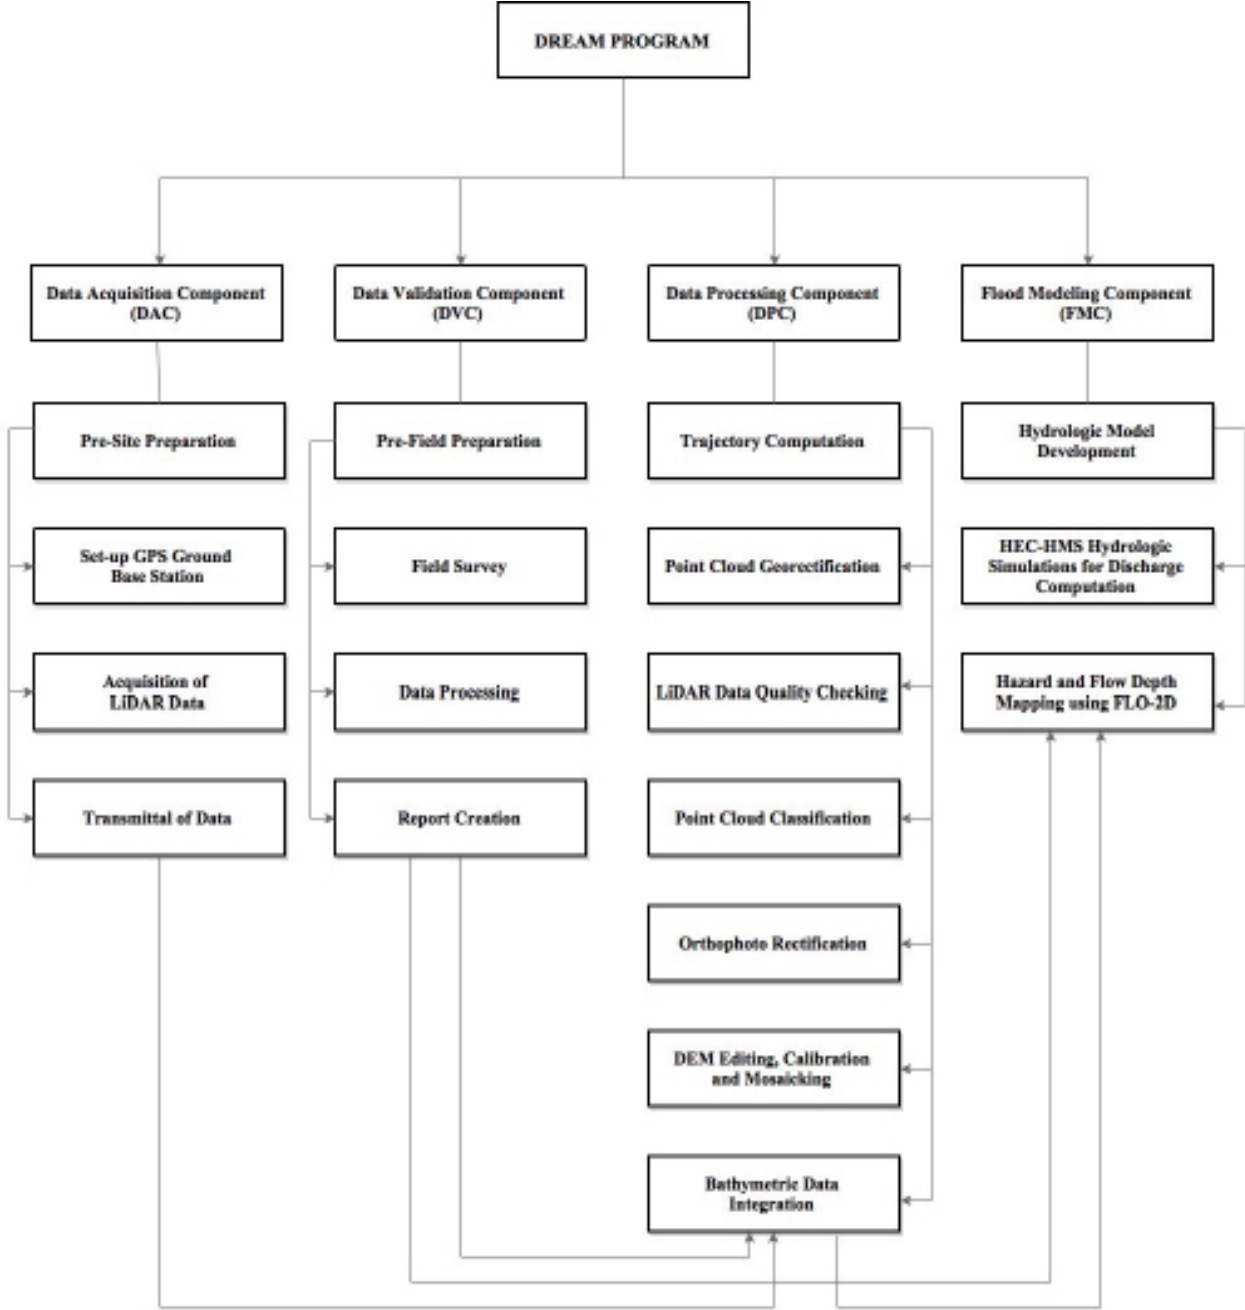 DREAM PROGRAM
Data Acquisition Component
(DAC)
Data Validation Component
(DVC)
Data Processing Component
(DPC)
Flood Modeling Component
(FMC)
Pre-Site Preparation
Pre-Field Preparation
Trajectory Computation
Hydrologic Model
Development
Set-up GPS Ground
Base Station
Field Survey
Point Cloud Georectification
HEC-HMS Hydrologic
Simulations for Discharge
Computation
Acquisition of
LiDAR Data
Data Processing
LiDAR Data Quality Checking
Hazard and Flow Depth
Mapping using FLO-2D
Transmittal of Data
Report Creation
Point Cloud Classification
Orthophoto Rectification
DEM Editing, Calibration
and Mosaicking
Bathymetric Data
Integration